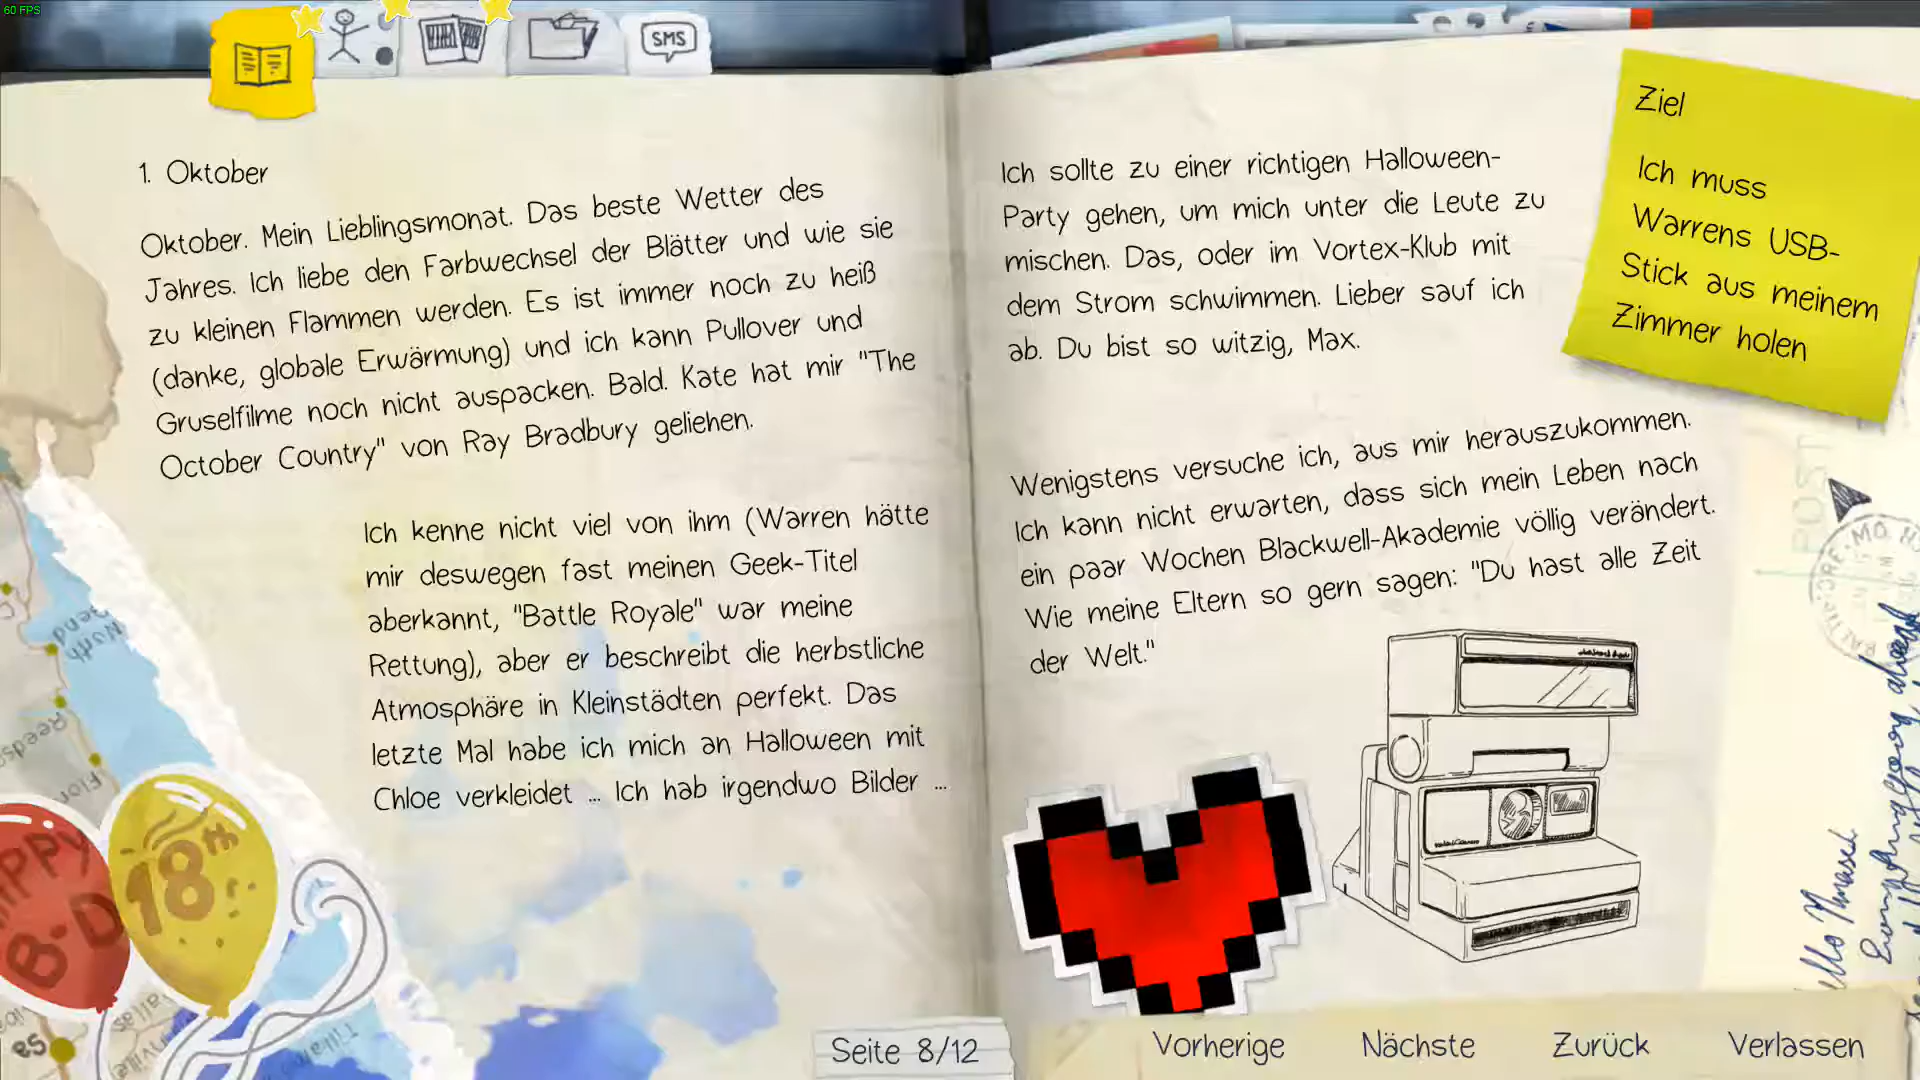 60 FPS
SMS
1. Oktober
Oktober. Mein Lieblingsmonat. Das beste Wetter des
Jahres. Ich liebe den Farbwechsel der Blätter und wie sie
zu kleinen Flammen werden. Es ist immer noch zu heiß
(danke, globale Erwärmung) und ich kann Pullover und
Gruselfilme noch nicht auspacken. Bald. Kate hat mir "The
October Country" von Ray Bradbury geliehen.
Ich kenne nicht viel von ihm (Warren hätte
mir deswegen fast meinen Geek-Titel
aberkannt, "Battle Royale" war meine
Rettung), aber er beschreibt die herbstliche
Atmosphäre in Kleinstädten perfekt. Das
letzte Mal habe ich mich an Halloween mit
Chloe verkleidet ... Ich hab irgendwo Bilder ...
Ich sollte zu einer richtigen Halloween-
Party gehen, um mich unter die Leute zu
mischen. Das, oder im Vortex-Klub mit
dem Strom schwimmen. Lieber sauf ich
ab. Du bist so witzig, Max.
Wenigstens versuche ich, aus mir herauszukommen.
Ich kann nicht erwarten, dass sich mein Leben nach
ein paar Wochen Blackwell-Akademie völlig verändert.
Wie meine Eltern so gern sagen: "Du hast alle Zeit
der Welt."
Ziel
Ich muss
Warrens USB-
Stick aus meinem
Zimmer holen
POST
North
Bend
B-D
18th
Seite 8/12
Vorherige
Nächste
Zurück
Verlassen